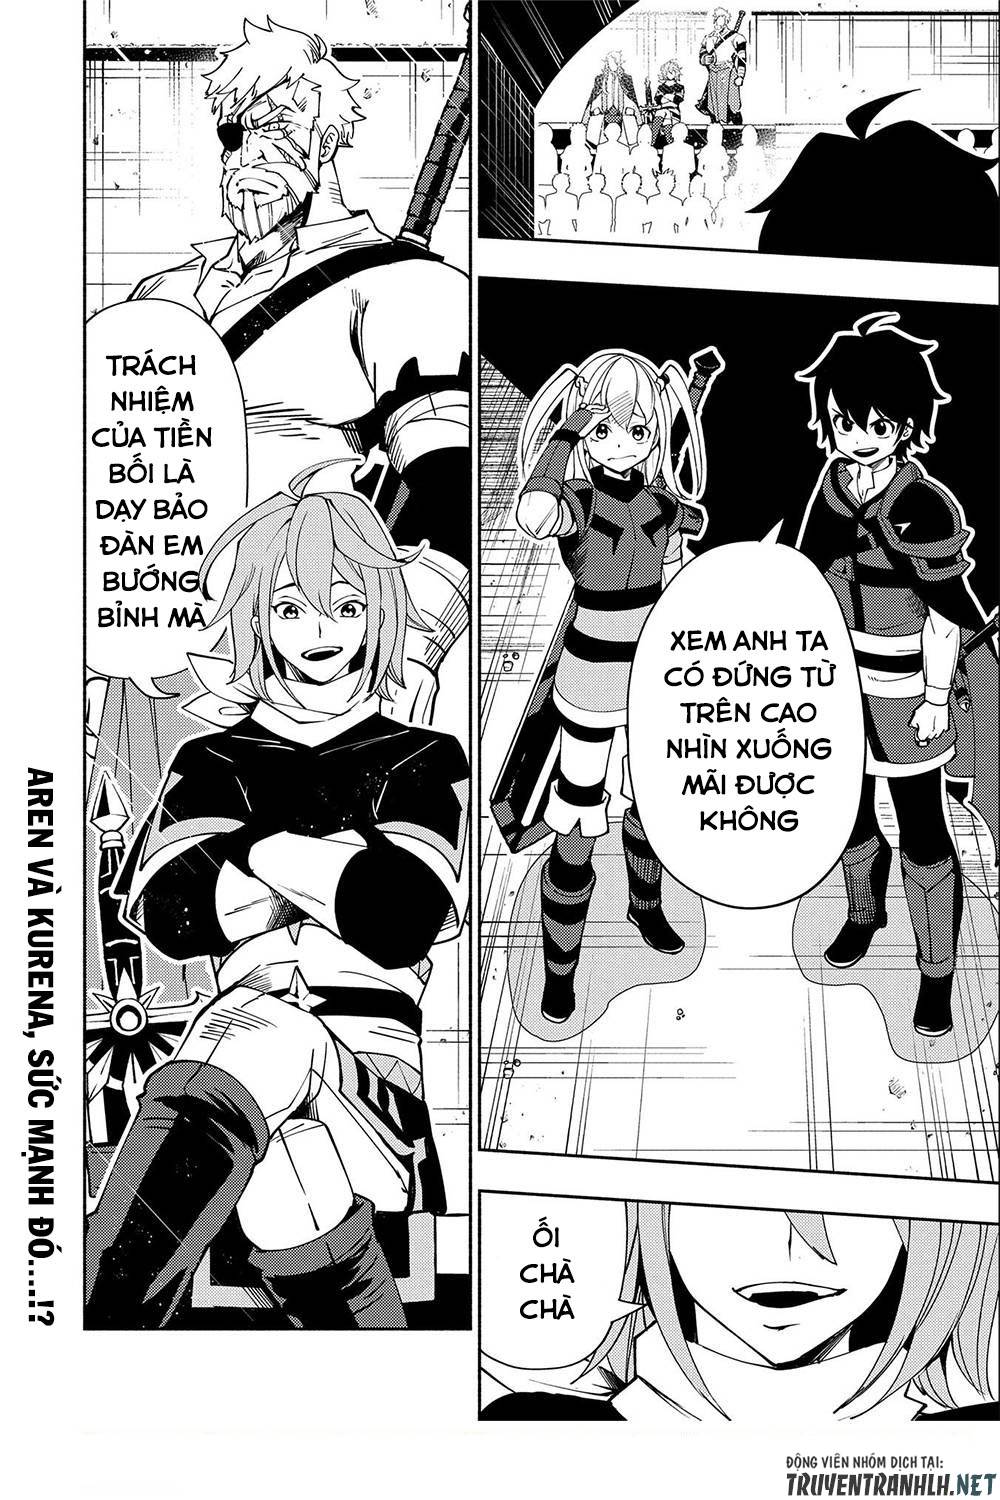 XEM ANH TA
CÓ ĐỨNG TỪ
TRÊN CAO
NHÌN XUỐNG
MÃI ĐƯỢC
KHÔNG
ỐI
CHÀ
CHÀ
TRÁCH
NHIỆM
CỦA TIỀN
BỐI LÀ
DẠY BẢO
ĐÀN EM
BƯỚNG
BỈNH MÀ
AREN VÀ KURENA, SỨC MẠNH ĐÓ...!?
ĐỘNG VIÊN NHÓM DỊCH TẠI:
TRUYENTRANHLH.NET